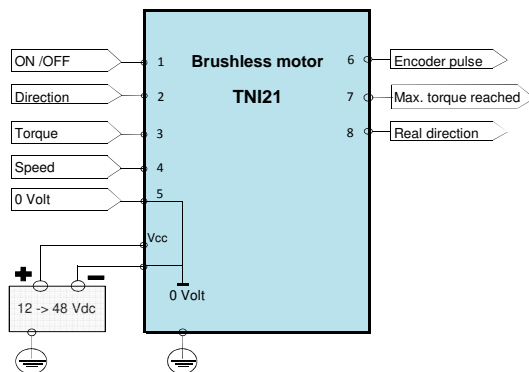 ON /OFF
Direction
Torque
Speed
0 Volt
1
2
3
4
5
Vcc
Brushless motor
TNI21
0 Volt
6
7
8
Encoder pulse
Max. torque reached
Real direction
+ −
12 -> 48 Vdc